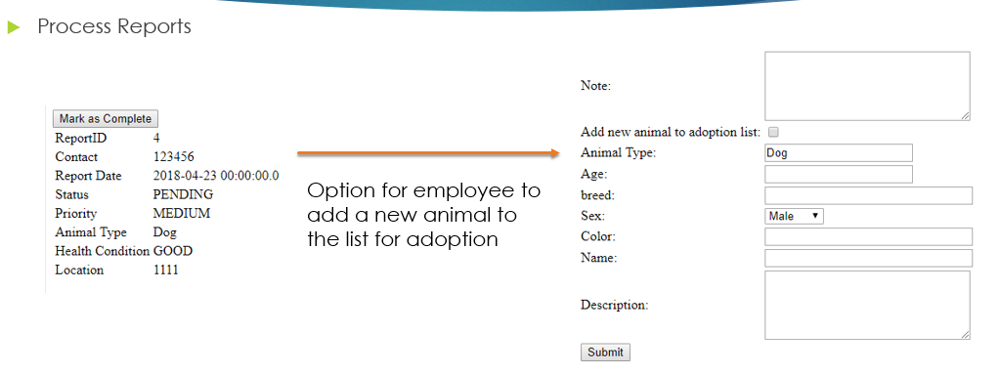 Process Reports
Mark as Complete
ReportID 4
Contact 123456
Report Date 2018-04-23 00:00:00.0
Status PENDING
Priority MEDIUM
Animal Type Dog
Health Condition GOOD
Location 1111
Option for employee to
add a new animal to
the list for adoption
Note:
Add new animal to adoption list:
Animal Type: Dog
Age:
breed:
Sex: Male
Color:
Name:
Description:
Submit